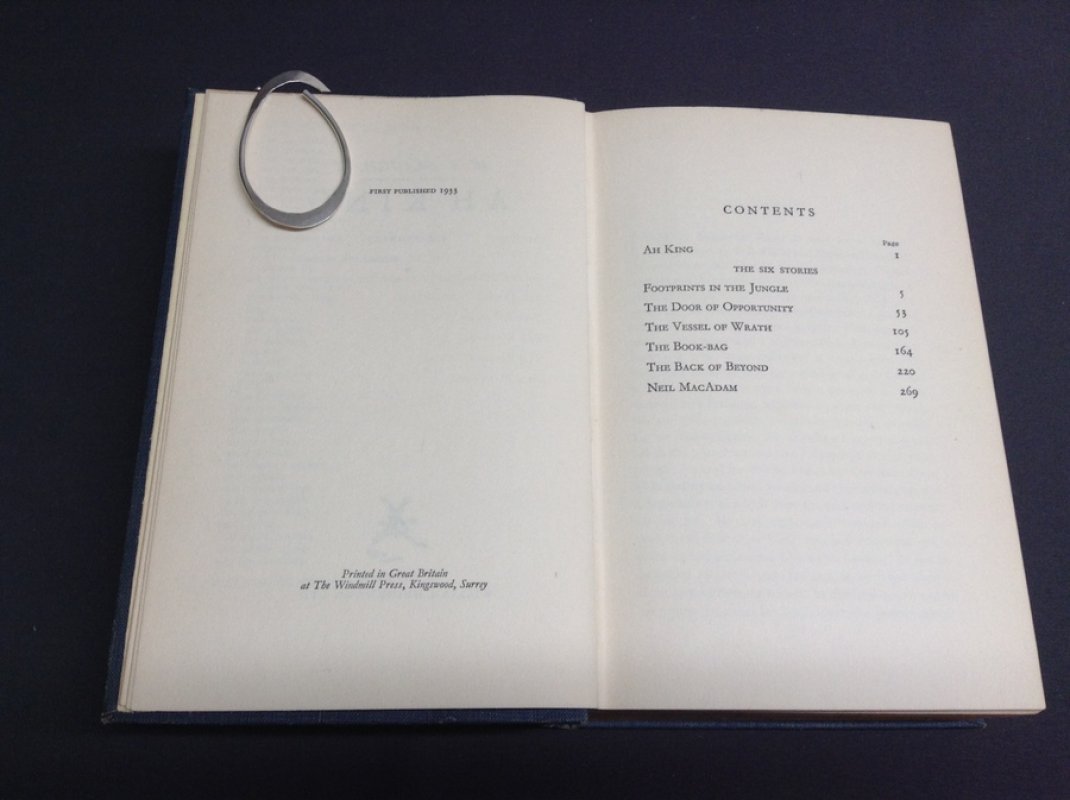 FIRST PUBLISHED 1933
Printed in Great Britain
at The Windmill Press, Kingswood, Surrey
CONTENTS
Page
AH KING 1
THE SIX STORIES
FOOTPRINTS IN THE JUNGLE 5
THE DOOR OF OPPORTUNITY 53
THE VESSEL OF WRATH 105
THE BOOK-BAG 164
THE BACK OF BEYOND 220
NEIL MACADAM 269